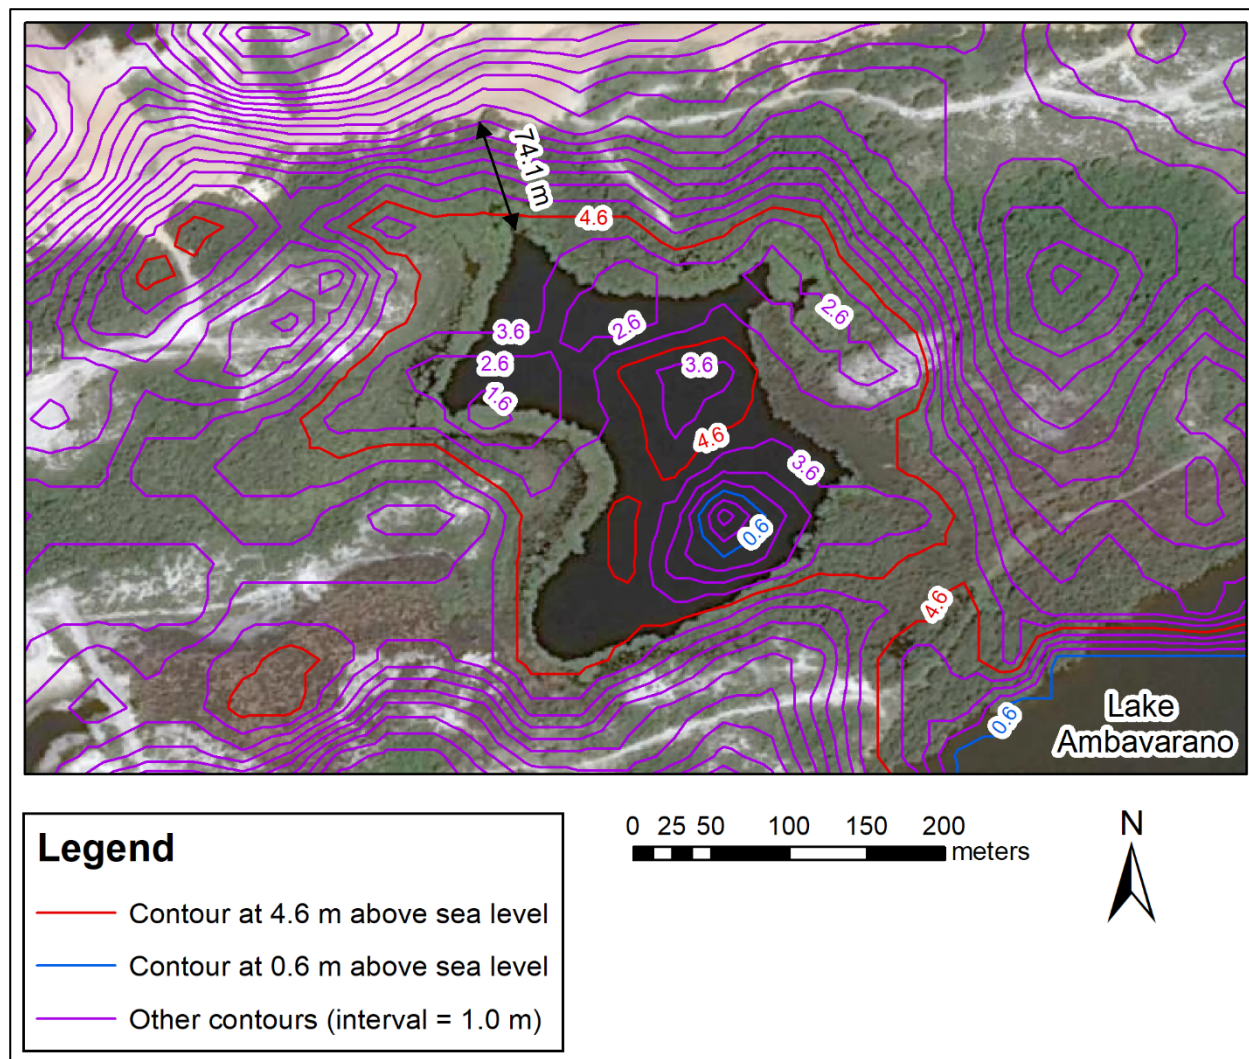 74.1 m
4.6
3.6
2.6
2.6
2.6
1.6
3.6
4.6
3.6
0.6
4.6
0.6
Lake
Ambavarano
Legend
Contour at 4.6 m above sea level
Contour at 0.6 m above sea level
Other contours (interval = 1.0 m)
0 25 50 100 150 200
meters
N